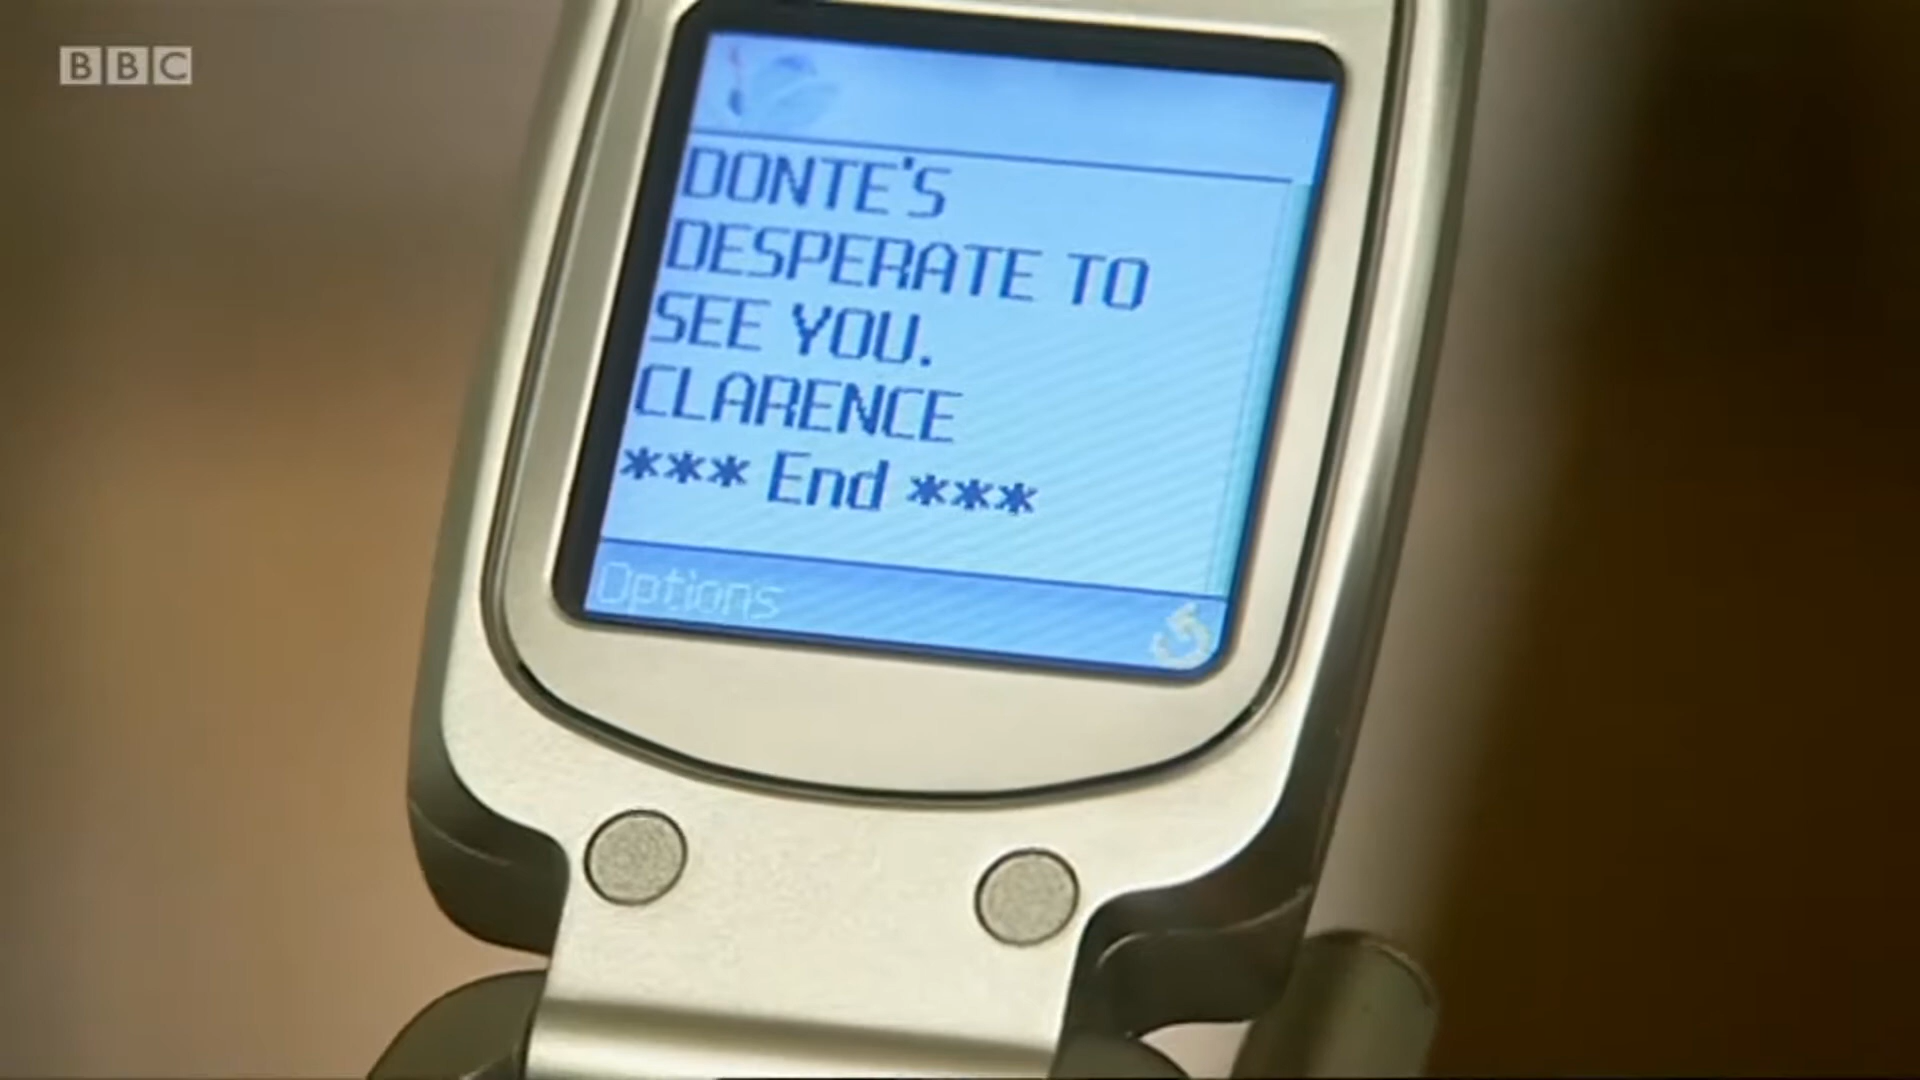 BBC
DONTE'S
DESPERATE TO
SEE YOU.
CLARENCE
*** End ***
Options